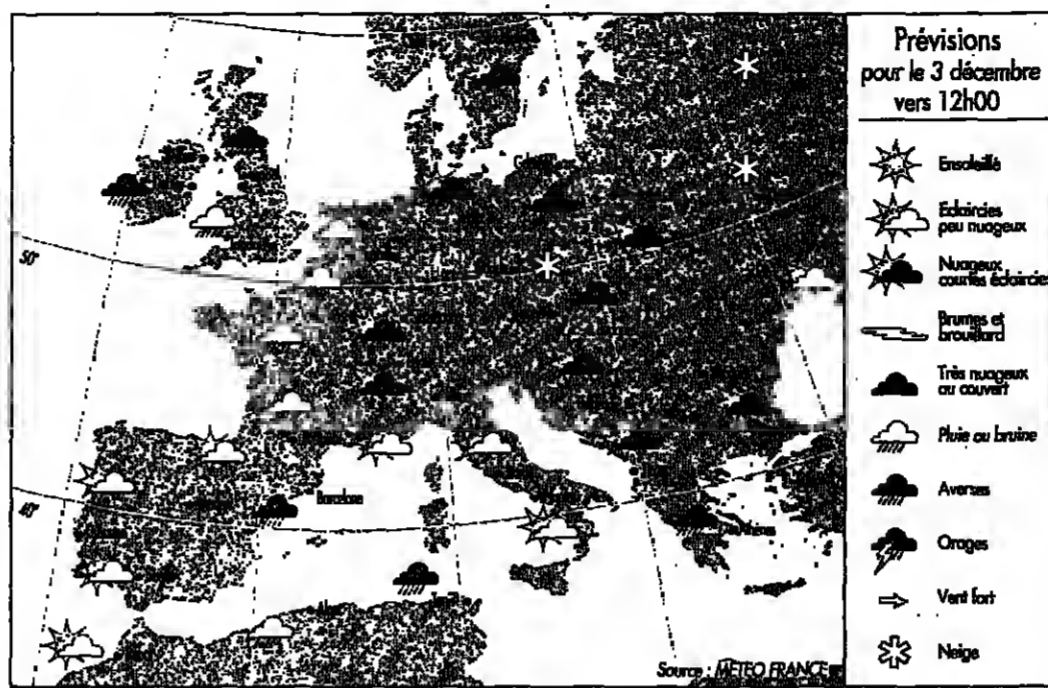 Prévisions
pour le 3 décembre
vers 12h00
Ensoleillé
Eclaircies
peu nuageux
Nuageux
courtes éclaircies
Brumes et
brouillard
Très nuageux
ou couvert
Pluie ou bruine
Averses
Orages
Vent fort
Neige
50°
40°
Barcelone
Source : METEO FRANCE